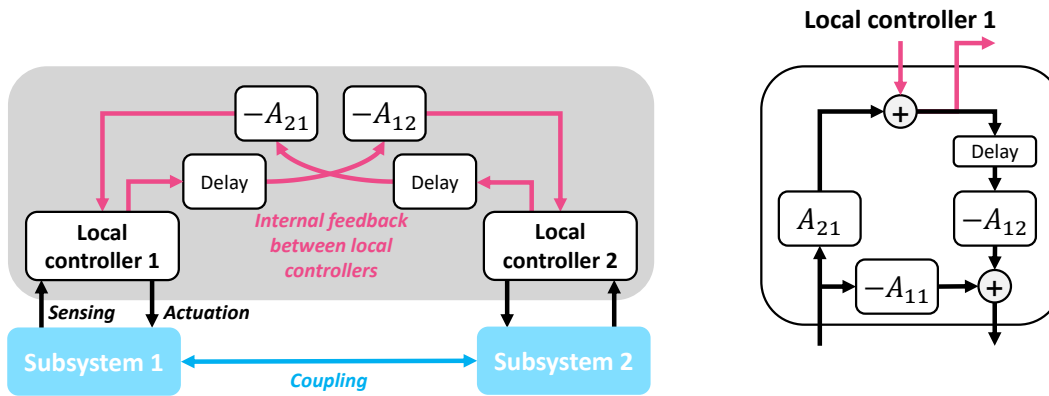 −A₂₁
−A₁₂
Delay
Delay
Internal feedback
between local
controllers
Local
controller 1
Local
controller 2
Sensing
Actuation
Subsystem 1
Subsystem 2
Coupling
Local controller 1
+
Delay
A₂₁
−A₁₂
−A₁₁
+